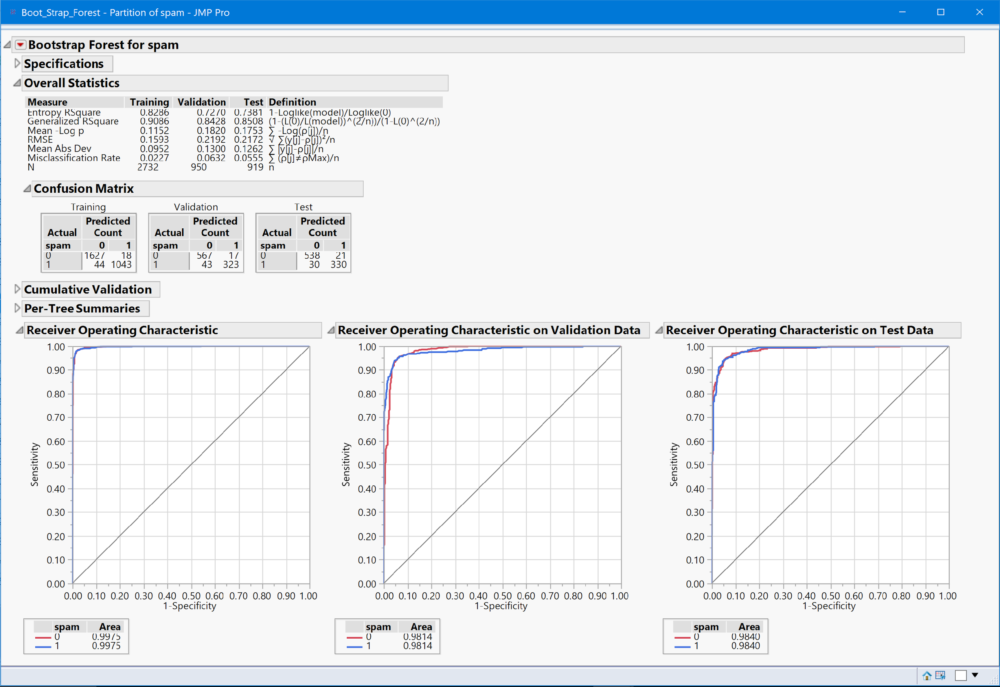 Boot_Strap_Forest - Partition of spam - JMP Pro
Bootstrap Forest for spam
Specifications
Overall Statistics
Measure Training Validation Test Definition
Entropy RSquare 0.8286 0.7270 0.7381 1-Loglike(model)/Loglike(0)
Generalized RSquare 0.9086 0.8428 0.8508 (1-(L(0)/L(model))^(2/n))/(1-L(0)^(2/n))
Mean -Log p 0.1152 0.1820 0.1753 ∑ -Log(ρ[j])/n
RMSE 0.1593 0.2192 0.2172 √ ∑(y[j]-ρ[j])²/n
Mean Abs Dev 0.0952 0.1300 0.1262 ∑ |y[j]-ρ[j]|/n
Misclassification Rate 0.0227 0.0632 0.0555 ∑ (ρ[j]≠ρMax)/n
N 2732 950 919 n
Confusion Matrix
Training
Predicted
Actual Count
spam 0 1
0 1627 18
1 44 1043
Validation
Predicted
Actual Count
spam 0 1
0 567 17
1 43 323
Test
Predicted
Actual Count
spam 0 1
0 538 21
1 30 330
Cumulative Validation
Per-Tree Summaries
Receiver Operating Characteristic
1.00
0.90
0.80
0.70
0.60
0.50
0.40
0.30
0.20
0.10
0.00
Sensitivity
0.00 0.10 0.20 0.30 0.40 0.50 0.60 0.70 0.80 0.90 1.00
1-Specificity
spam Area
0 0.9975
1 0.9975
Receiver Operating Characteristic on Validation Data
1.00
0.90
0.80
0.70
0.60
0.50
0.40
0.30
0.20
0.10
0.00
Sensitivity
0.00 0.10 0.20 0.30 0.40 0.50 0.60 0.70 0.80 0.90 1.00
1-Specificity
spam Area
0 0.9814
1 0.9814
Receiver Operating Characteristic on Test Data
1.00
0.90
0.80
0.70
0.60
0.50
0.40
0.30
0.20
0.10
0.00
Sensitivity
0.00 0.10 0.20 0.30 0.40 0.50 0.60 0.70 0.80 0.90 1.00
1-Specificity
spam Area
0 0.9840
1 0.9840